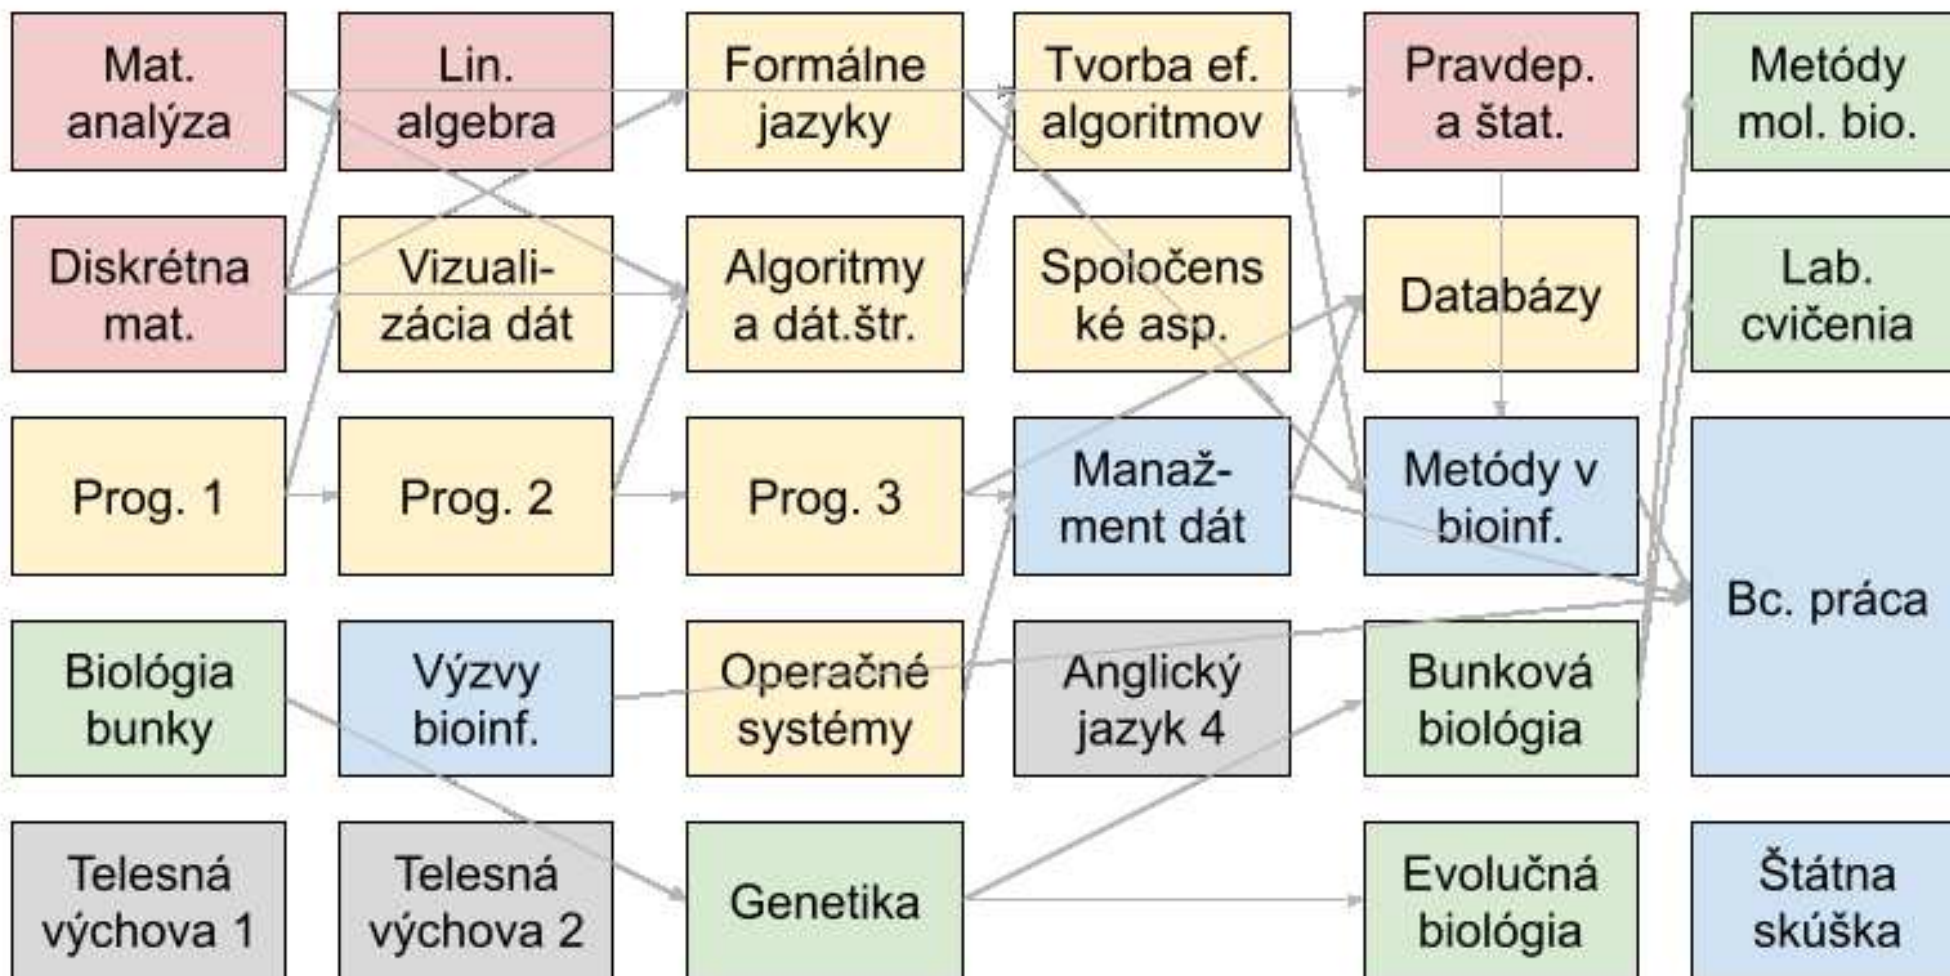 Mat.
analýza
Lin.
algebra
Formálne
jazyky
Tvorba ef.
algoritmov
Pravdep.
a štat.
Metódy
mol. bio.
Diskrétna
mat.
Vizuali-
zácia dát
Algoritmy
a dát.štr.
Spoločens
ké asp.
Databázy
Lab.
cvičenia
Prog. 1
Prog. 2
Prog. 3
Manaž-
ment dát
Metódy v
bioinf.
Bc. práca
Biológia
bunky
Výzvy
bioinf.
Operačné
systémy
Anglický
jazyk 4
Bunková
biológia
Telesná
výchova 1
Telesná
výchova 2
Genetika
Evolučná
biológia
Štátna
skúška